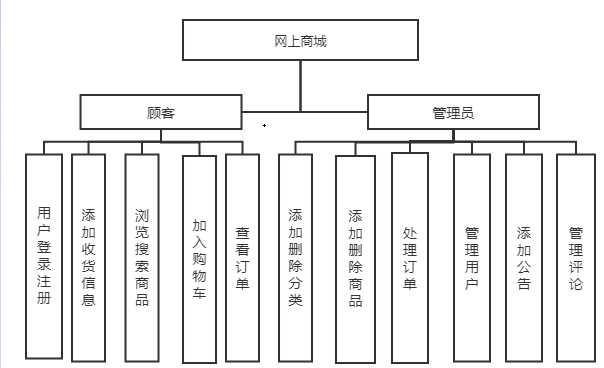 网上商城
顾客
管理员
用户登录注册
添加收货信息
浏览搜索商品
加入购物车
查看订单
添加删除分类
添加删除商品
处理订单
管理用户
添加公告
管理评论